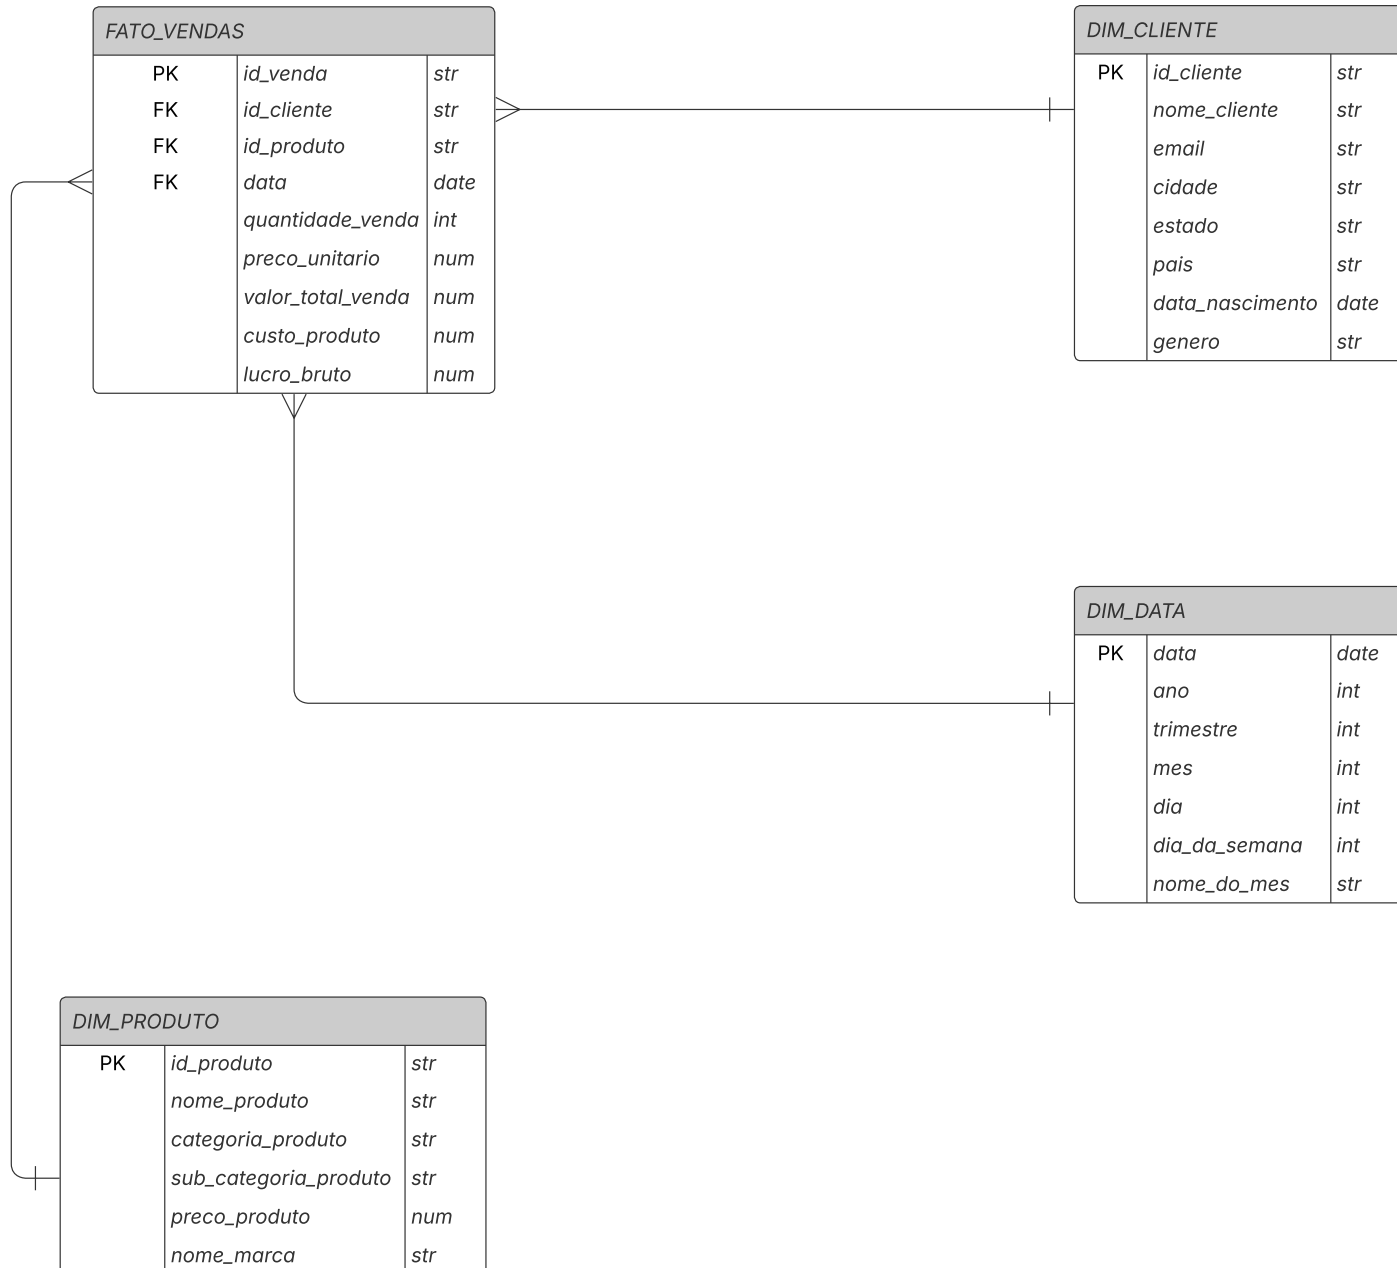 FATO_VENDAS
PK id_venda str
FK id_cliente str
FK id_produto str
FK data date
quantidade_venda int
preco_unitario num
valor_total_venda num
custo_produto num
lucro_bruto num
DIM_CLIENTE
PK id_cliente str
nome_cliente str
email str
cidade str
estado str
pais str
data_nascimento date
genero str
DIM_DATA
PK data date
ano int
trimestre int
mes int
dia int
dia_da_semana int
nome_do_mes str
DIM_PRODUTO
PK id_produto str
nome_produto str
categoria_produto str
sub_categoria_produto str
preco_produto num
nome_marca str